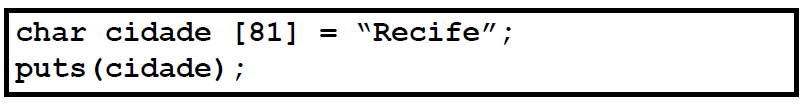 char cidade [81] = “Recife”;
puts(cidade);